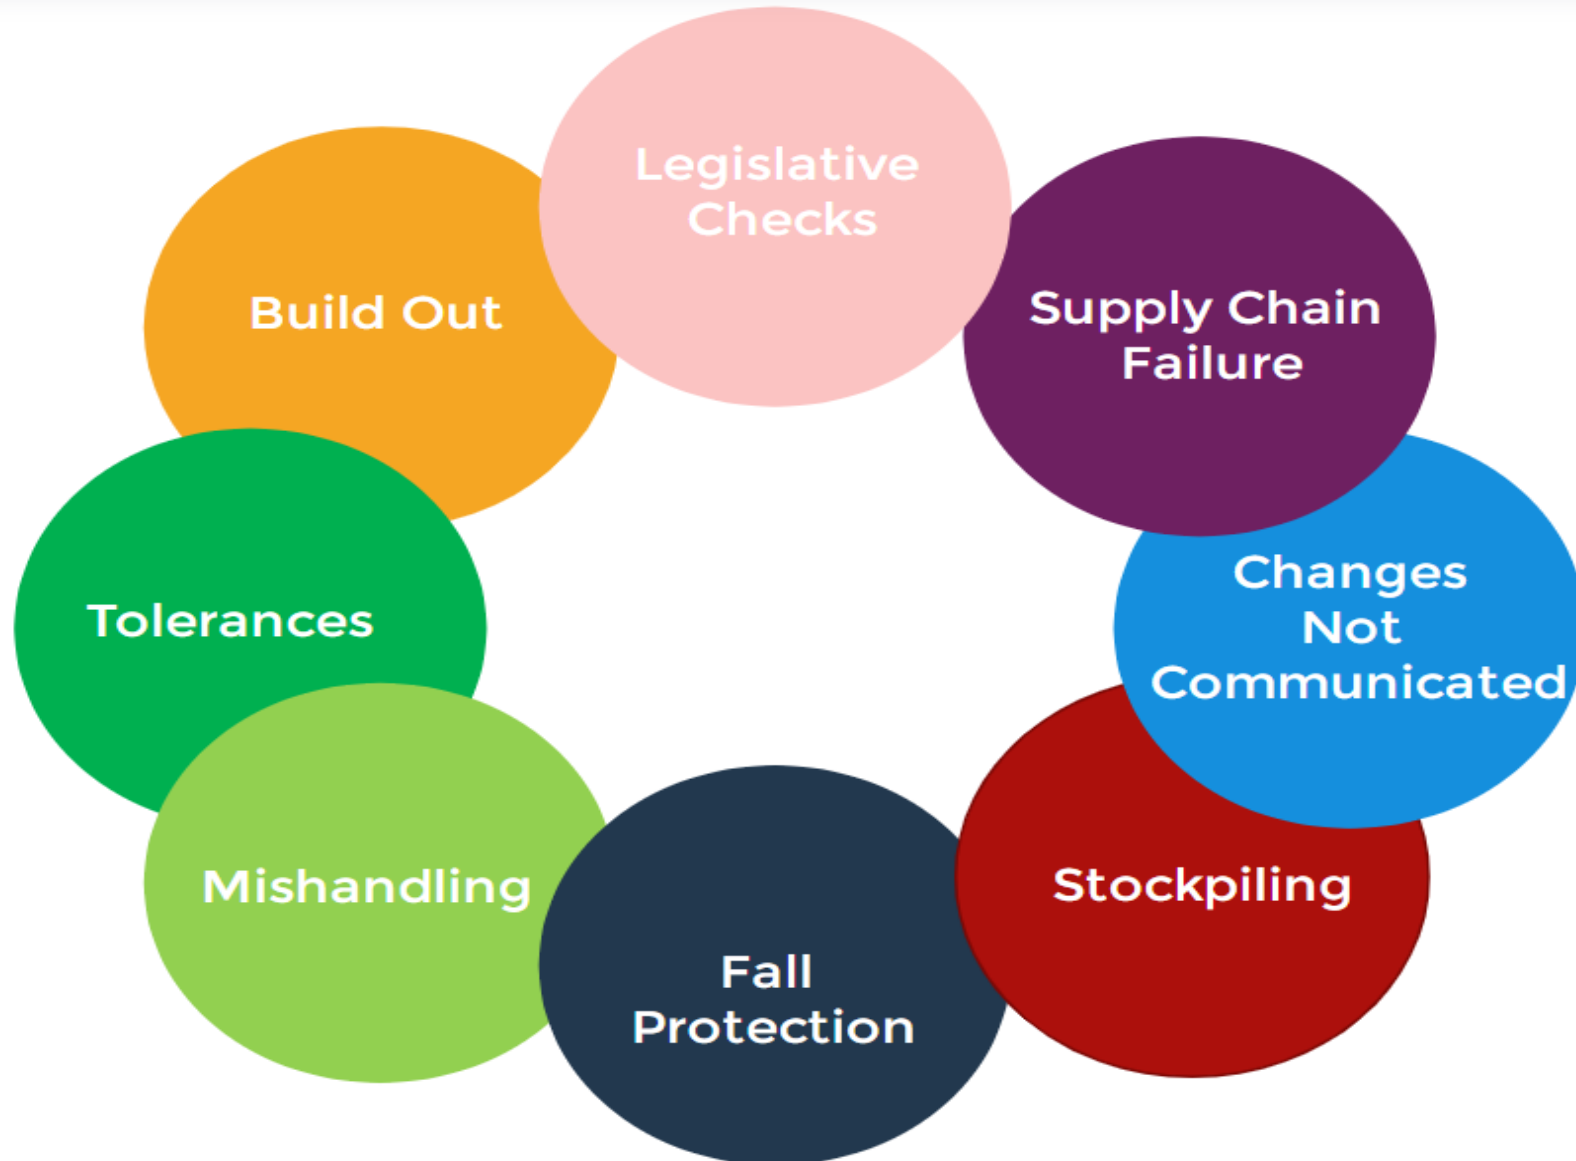 Legislative
Checks
Supply Chain
Failure
Changes
Not
Communicated
Stockpiling
Fall
Protection
Mishandling
Tolerances
Build Out